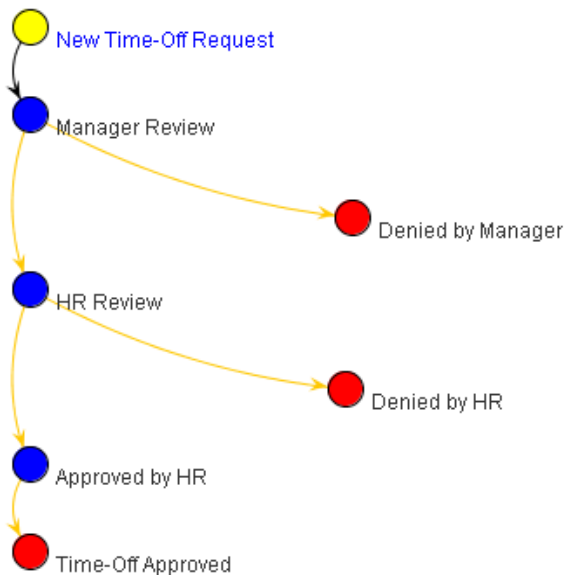 New Time-Off Request
Manager Review
Denied by Manager
HR Review
Denied by HR
Approved by HR
Time-Off Approved